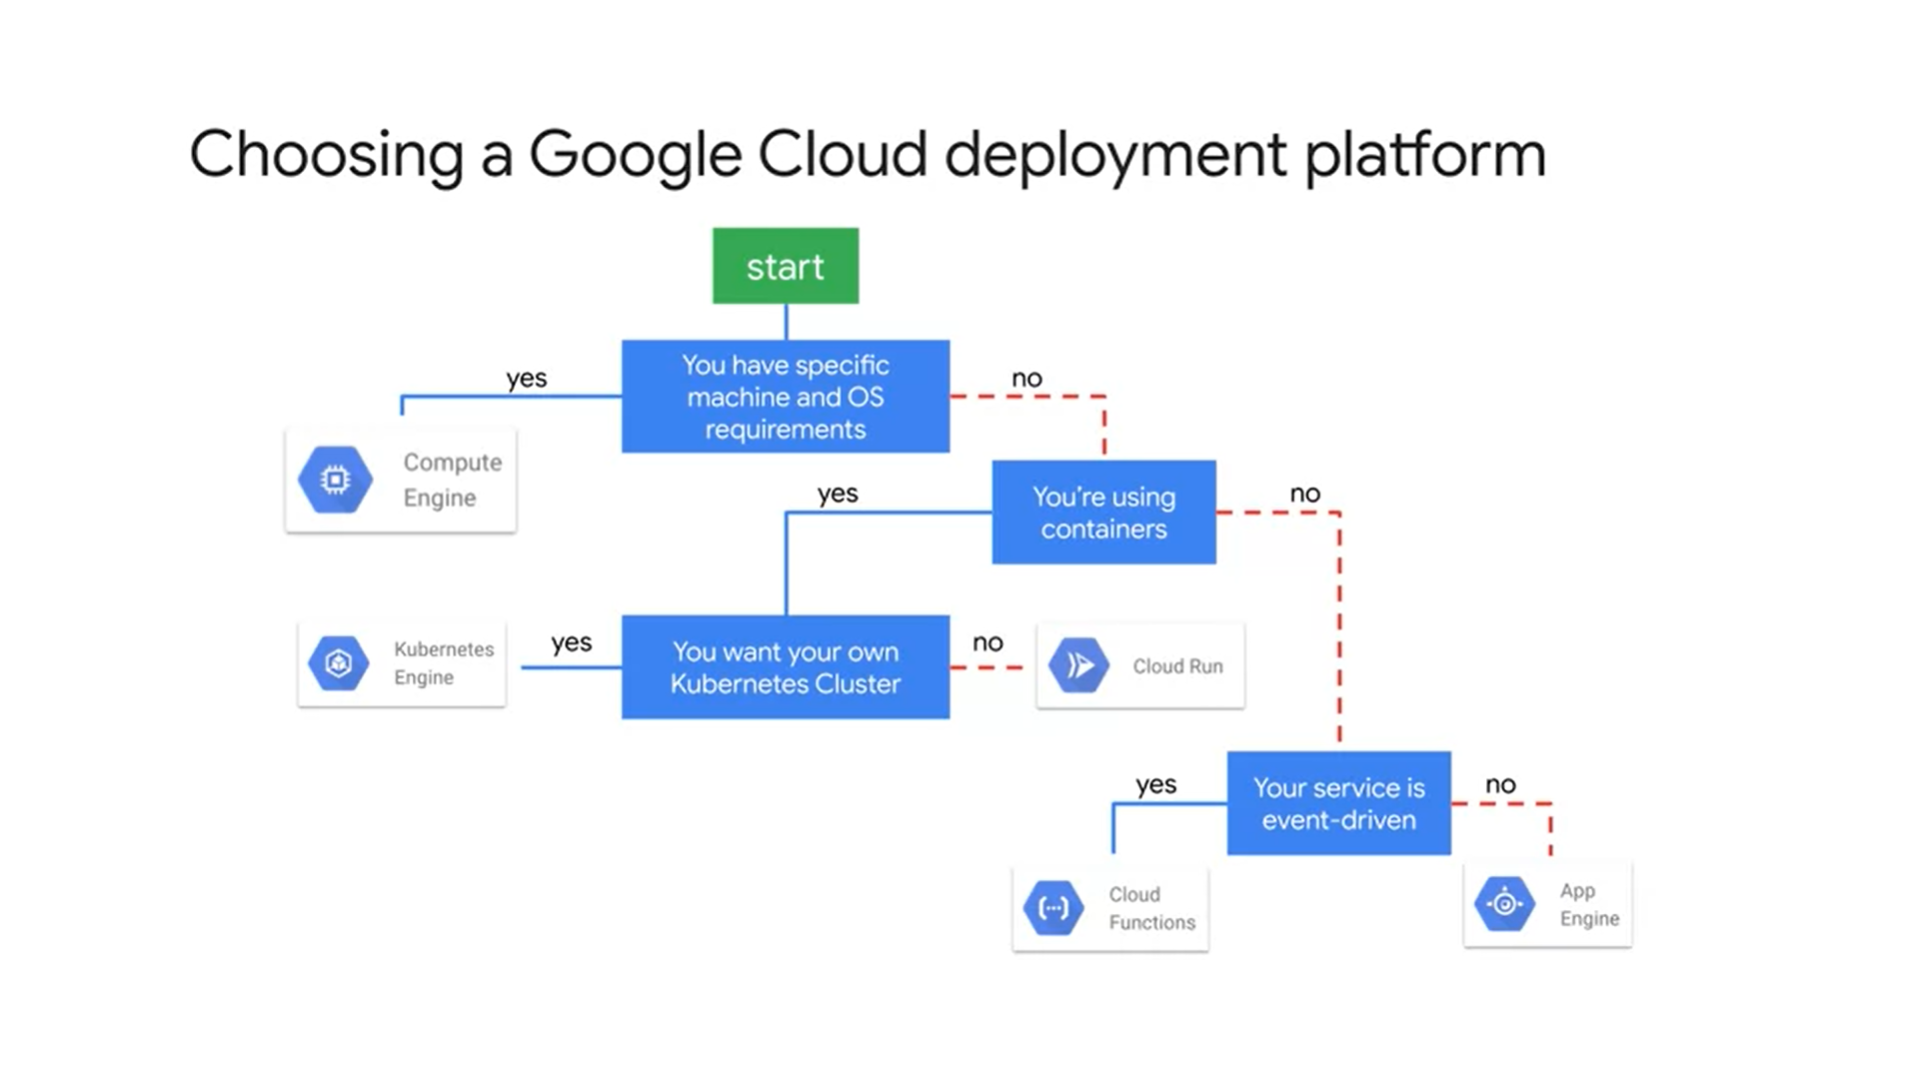 Choosing a Google Cloud deployment platform
start
You have specific
machine and OS
requirements
yes
no
Compute
Engine
You're using
containers
yes
no
You want your own
Kubernetes Cluster
yes
no
Kubernetes
Engine
Cloud Run
Your service is
event-driven
yes
no
Cloud
Functions
App
Engine